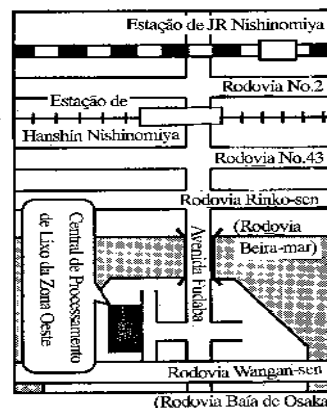 Estação de JR Nishinomiya
Rodovia No.2
Estação de
Hanshin Nishinomiya
Rodovia No.43
Rodovia Rinko-sen
(Rodovia
Beira-mar)
Avenida Fudaba
Central de Processamento
de Lixo da Zona Oeste
Rodovia Wangan-sen
(Rodovia Baía de Osaka